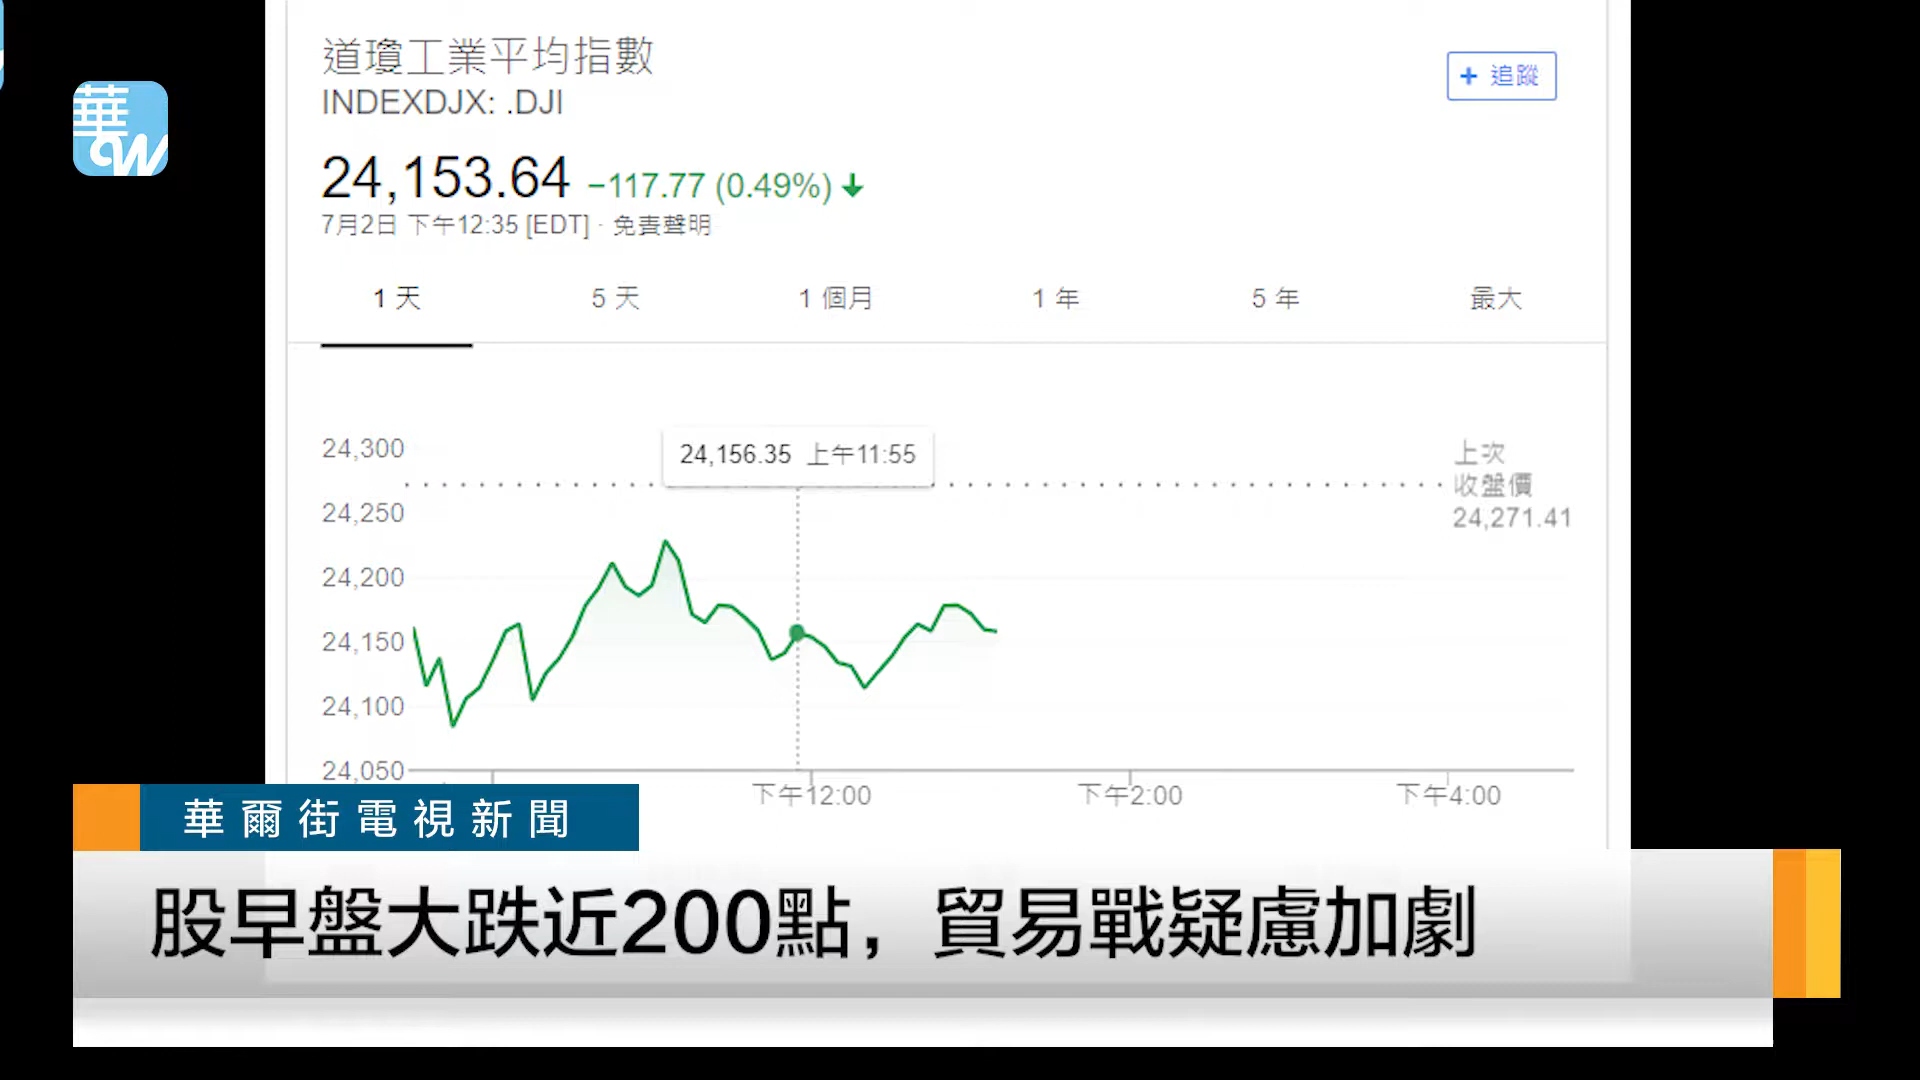 道瓊工業平均指數
INDEXDJX: .DJI
+ 追蹤
華
W
24,153.64 −117.77 (0.49%)
7月2日 下午12:35 [EDT] · 免責聲明
1 天 5 天 1 個月 1 年 5 年 最大
24,300
24,156.35 上午11:55
上次
收盤價
24,271.41
24,250
24,200
24,150
24,100
24,050
下午12:00 下午2:00 下午4:00
華爾街電視新聞
股早盤大跌近200點，貿易戰疑慮加劇